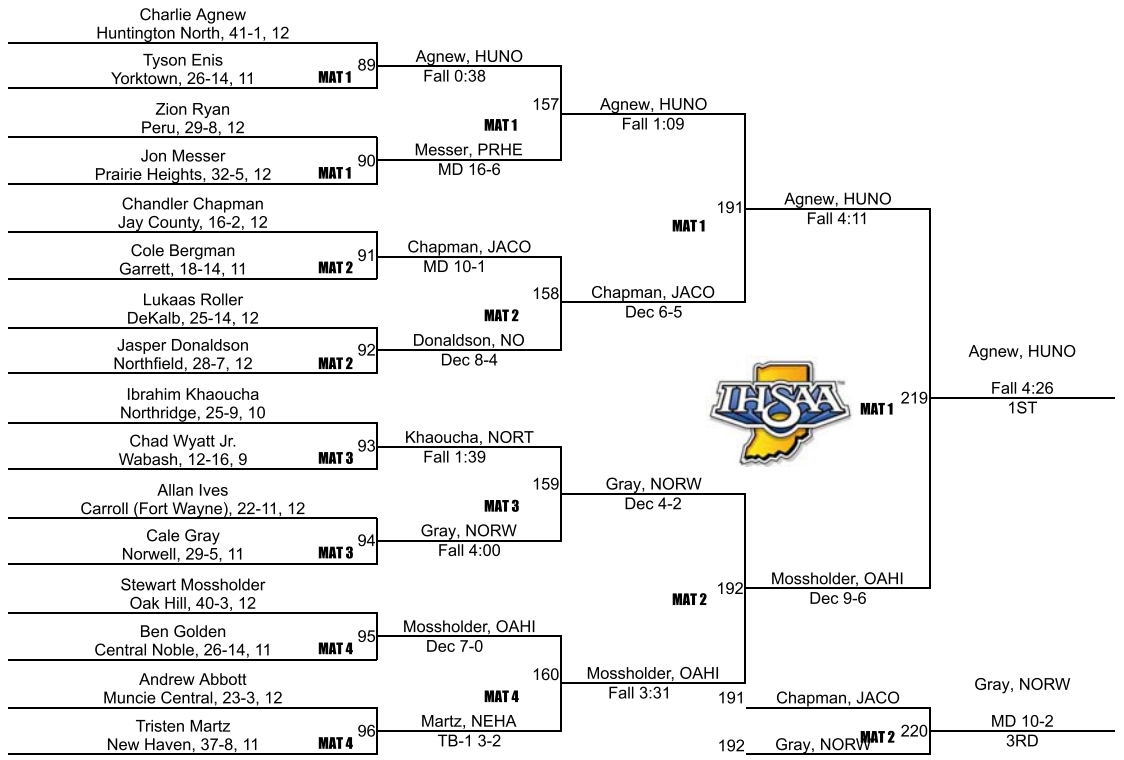 Charlie Agnew
Huntington North, 41-1, 12
Tyson Enis
Yorktown, 26-14, 11
MAT 1
89
Agnew, HUNO
Fall 0:38
Zion Ryan
Peru, 29-8, 12
Jon Messer
Prairie Heights, 32-5, 12
MAT 1
90
Messer, PRHE
MD 16-6
157
MAT 1
Agnew, HUNO
Fall 1:09
Chandler Chapman
Jay County, 16-2, 12
Cole Bergman
Garrett, 18-14, 11
MAT 2
91
Chapman, JACO
MD 10-1
Lukaas Roller
DeKalb, 25-14, 12
Jasper Donaldson
Northfield, 28-7, 12
MAT 2
92
Donaldson, NO
Dec 8-4
158
MAT 2
Chapman, JACO
Dec 6-5
191
MAT 1
Agnew, HUNO
Fall 4:11
Ibrahim Khaoucha
Northridge, 25-9, 10
Chad Wyatt Jr.
Wabash, 12-16, 9
MAT 3
93
Khaoucha, NORT
Fall 1:39
Allan Ives
Carroll (Fort Wayne), 22-11, 12
Cale Gray
Norwell, 29-5, 11
MAT 3
94
Gray, NORW
Fall 4:00
159
MAT 3
Gray, NORW
Dec 4-2
Stewart Mossholder
Oak Hill, 40-3, 12
Ben Golden
Central Noble, 26-14, 11
MAT 4
95
Mossholder, OAHI
Dec 7-0
Andrew Abbott
Muncie Central, 23-3, 12
Tristen Martz
New Haven, 37-8, 11
MAT 4
96
Martz, NEHA
TB-1 3-2
160
MAT 4
Mossholder, OAHI
Fall 3:31
192
MAT 2
Mossholder, OAHI
Dec 9-6
IHSAA
MAT 1
219
Agnew, HUNO
Fall 4:26
1ST
191
Chapman, JACO
192
Gray, NORW
MAT 2
220
Gray, NORW
MD 10-2
3RD